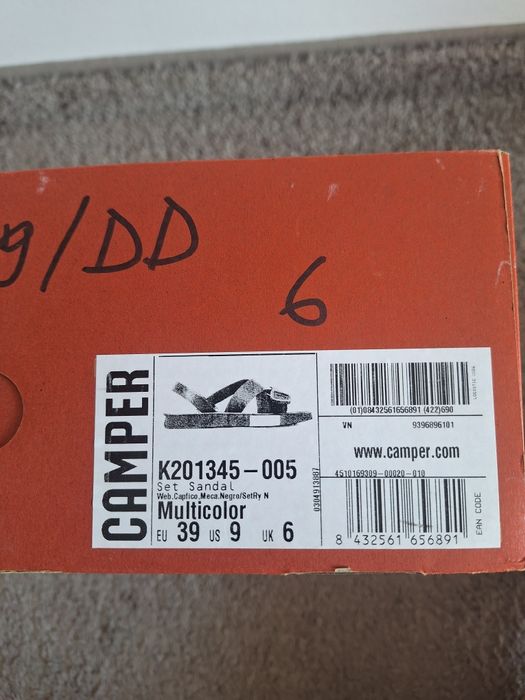 9/DD
6
CAMPER
K201345-005
Set Sandal
Web,Capfico,Meca.Negro/SetRy N
Multicolor
EU 39 US 9 UK 6
0304913887
(01)08432561656891 (422)690
VN 9396896101
www.camper.com
4510169309-00020-010
8 432561 656891
EAN CODE